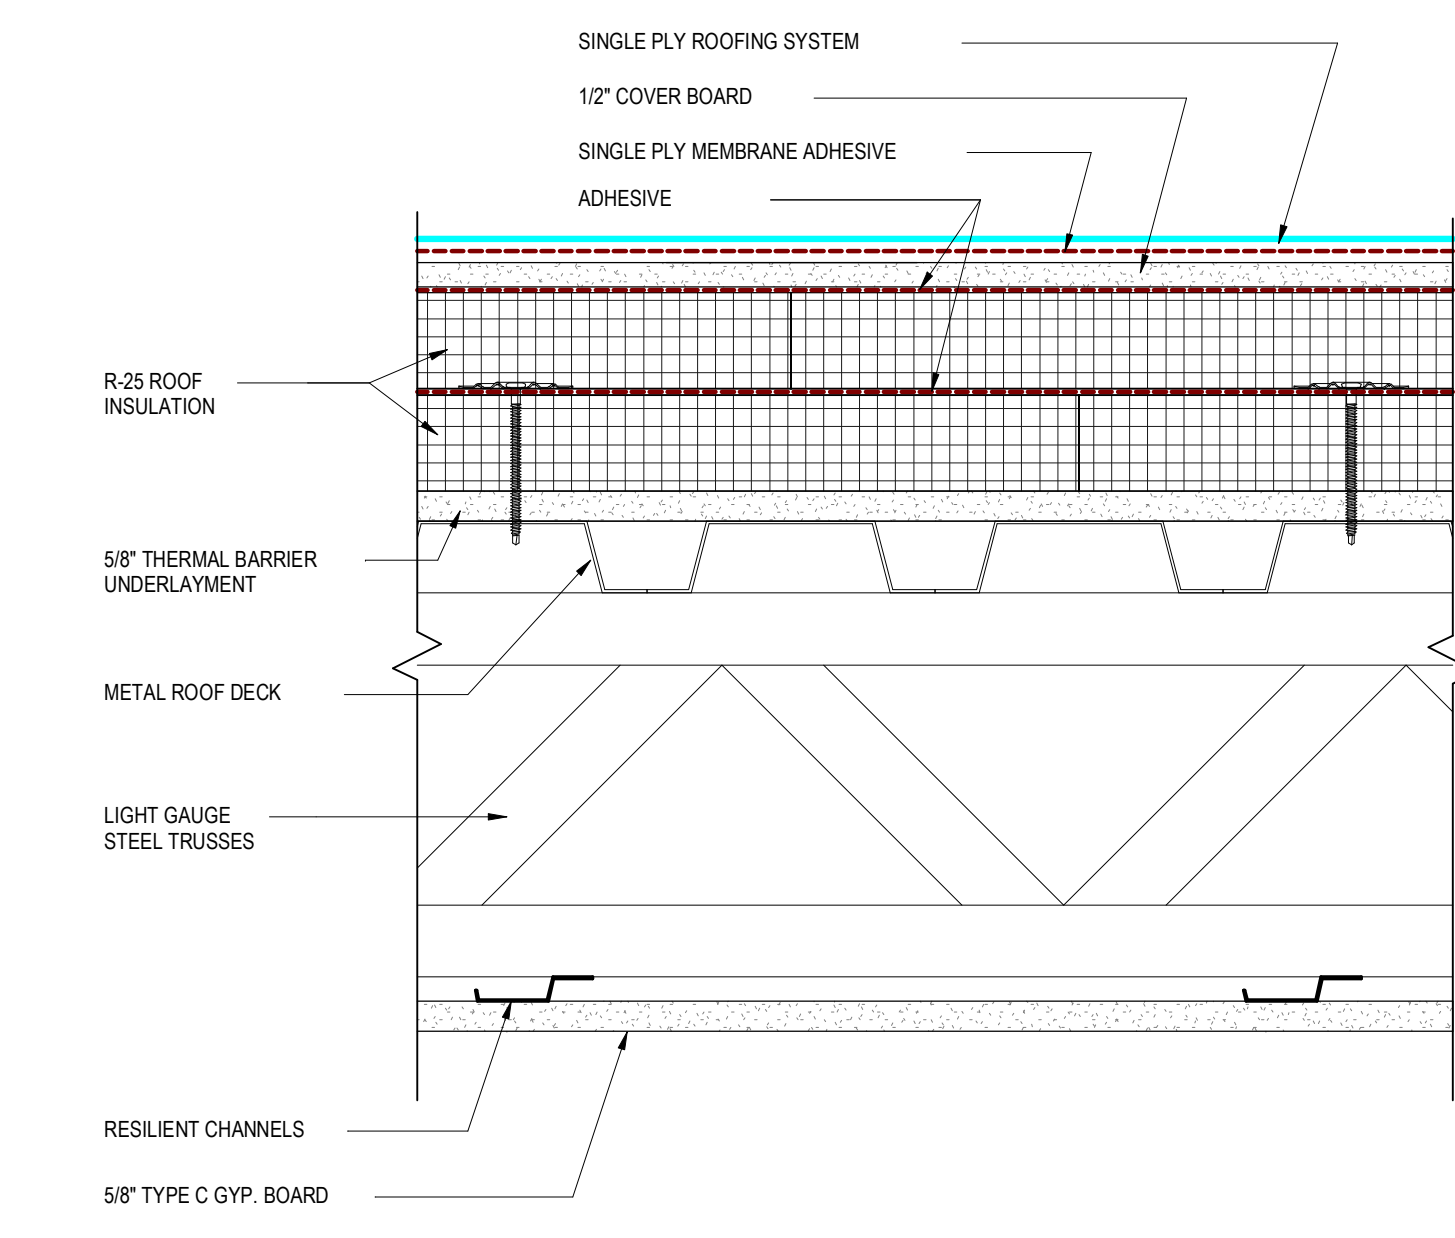 SINGLE PLY ROOFING SYSTEM
1/2" COVER BOARD
SINGLE PLY MEMBRANE ADHESIVE
ADHESIVE
R-25 ROOF
INSULATION
5/8" THERMAL BARRIER
UNDERLAYMENT
METAL ROOF DECK
LIGHT GAUGE
STEEL TRUSSES
RESILIENT CHANNELS
5/8" TYPE C GYP. BOARD